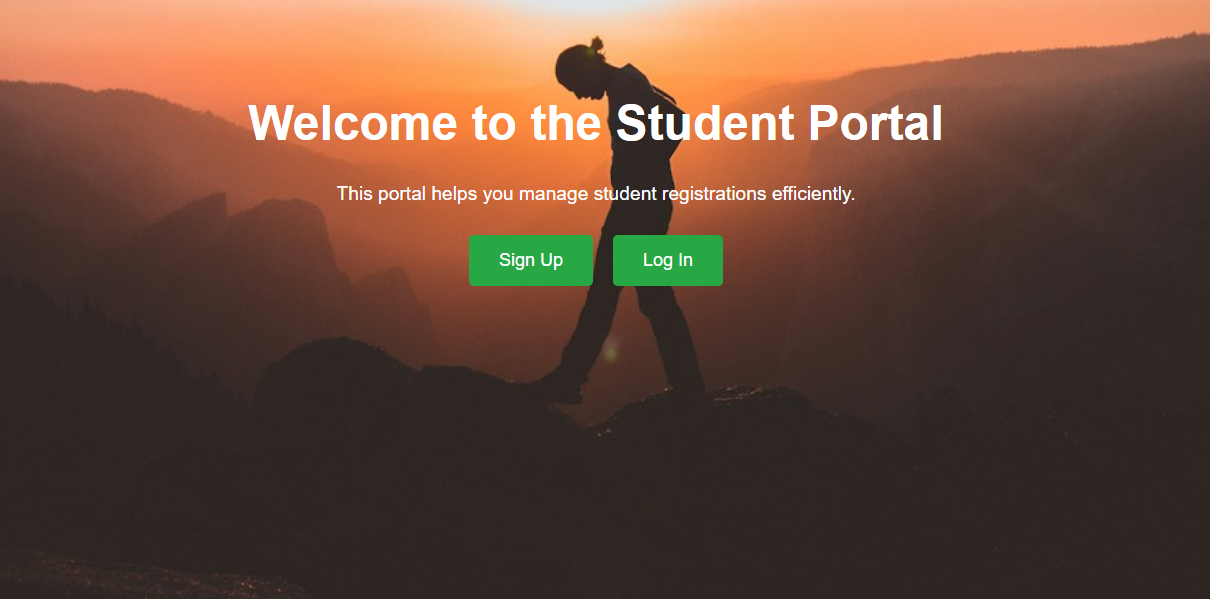 Welcome to the Student Portal
This portal helps you manage student registrations efficiently.
Sign Up
Log In